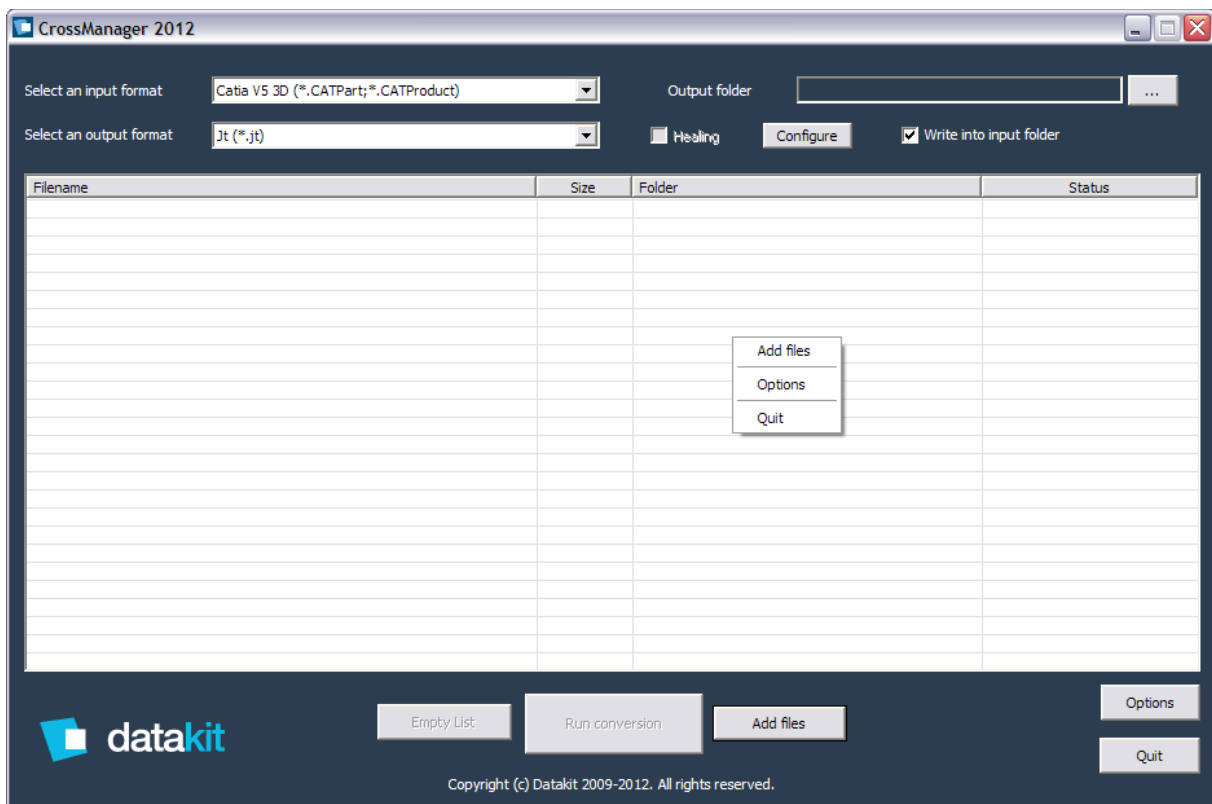 CrossManager 2012
Select an input format
Catia V5 3D (*.CATPart;*.CATProduct)
Output folder
...
Select an output format
Jt (*.jt)
Healing
Configure
Write into input folder
Filename
Size
Folder
Status
Add files
Options
Quit
Empty List
Run conversion
Add files
Options
datakit
Quit
Copyright (c) Datakit 2009-2012. All rights reserved.